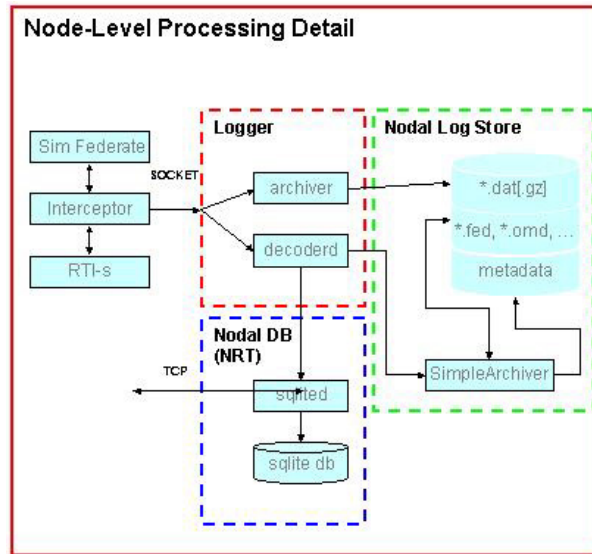 Node-Level Processing Detail
Logger
Nodal Log Store
Sim Federate
SOCKET
archiver
*.dat[.gz]
Interceptor
*.fed, *.omd, ...
RTI-s
decoderd
metadata
Nodal DB
(NRT)
TCP
SimpleArchiver
sqlited
sqlite db